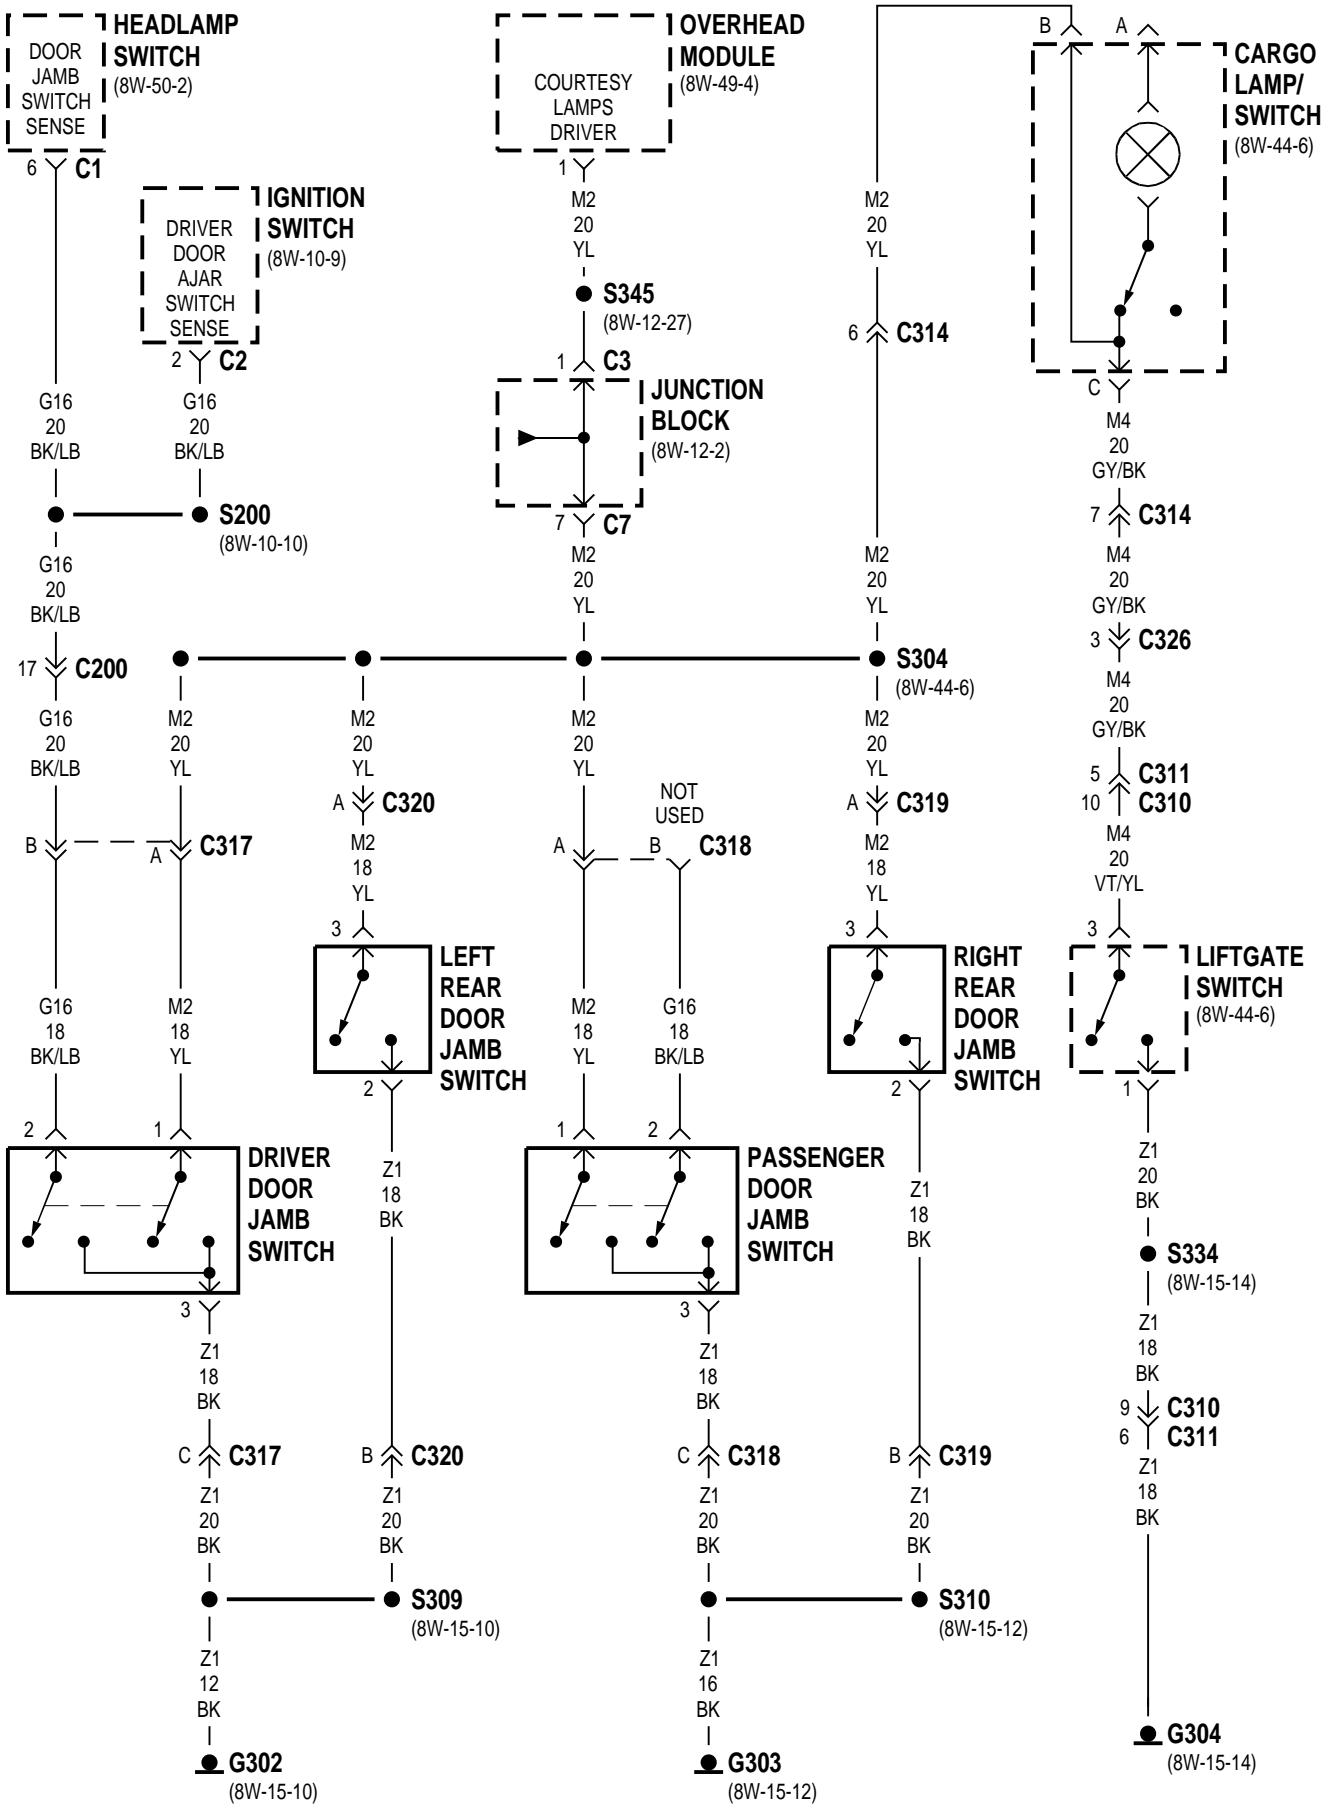 HEADLAMP
SWITCH
(8W-50-2)
DOOR
JAMB
SWITCH
SENSE
6
C1
IGNITION
SWITCH
(8W-10-9)
DRIVER
DOOR
AJAR
SWITCH
SENSE
2
C2
G16
20
BK/LB
G16
20
BK/LB
S200
(8W-10-10)
G16
20
BK/LB
17
C200
G16
20
BK/LB
M2
20
YL
B
A
C317
G16
18
BK/LB
M2
18
YL
2
1
DRIVER
DOOR
JAMB
SWITCH
3
Z1
18
BK
C
C317
Z1
20
BK
Z1
12
BK
G302
(8W-15-10)
M2
20
YL
A
C320
M2
18
YL
3
LEFT
REAR
DOOR
JAMB
SWITCH
2
Z1
18
BK
B
C320
Z1
20
BK
S309
(8W-15-10)
OVERHEAD
MODULE
(8W-49-4)
COURTESY
LAMPS
DRIVER
1
M2
20
YL
S345
(8W-12-27)
1
C3
JUNCTION
BLOCK
(8W-12-2)
7
C7
M2
20
YL
M2
20
YL
NOT
USED
A
B
C318
M2
18
YL
G16
18
BK/LB
1
2
PASSENGER
DOOR
JAMB
SWITCH
3
Z1
18
BK
C
C318
Z1
20
BK
Z1
16
BK
G303
(8W-15-12)
M2
20
YL
6
C314
M2
20
YL
S304
(8W-44-6)
M2
20
YL
A
C319
M2
18
YL
3
RIGHT
REAR
DOOR
JAMB
SWITCH
2
Z1
18
BK
B
C319
Z1
20
BK
S310
(8W-15-12)
B
A
CARGO
LAMP/
SWITCH
(8W-44-6)
C
M4
20
GY/BK
7
C314
M4
20
GY/BK
3
C326
M4
20
GY/BK
5
C311
10
C310
M4
20
VT/YL
3
LIFTGATE
SWITCH
(8W-44-6)
1
Z1
20
BK
S334
(8W-15-14)
Z1
18
BK
9
C310
6
C311
Z1
18
BK
G304
(8W-15-14)